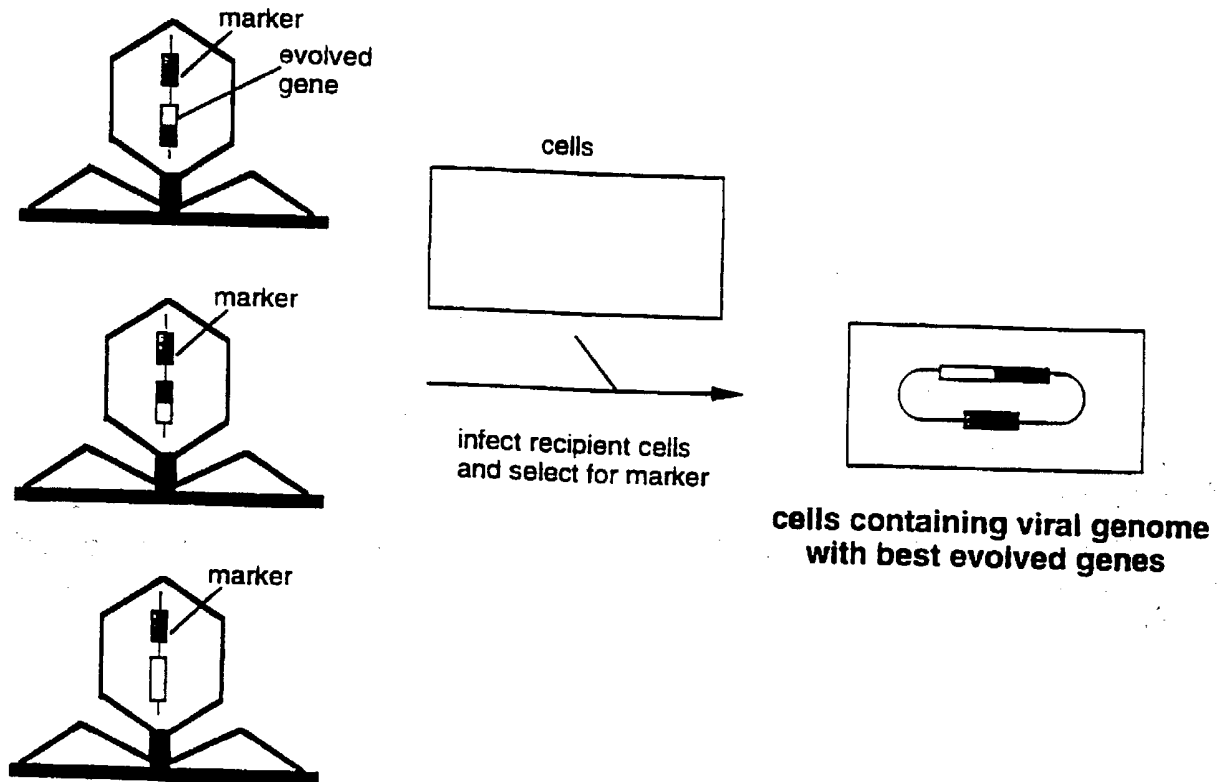 marker
evolved
gene
cells
marker
infect recipient cells
and select for marker
cells containing viral genome
with best evolved genes
marker